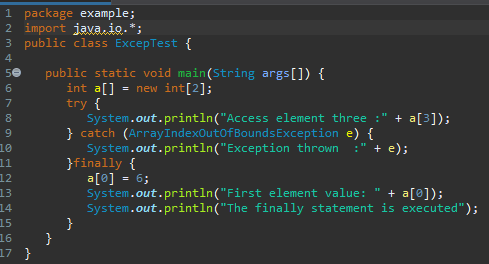 1 package example;
2 import java.io.*;
3 public class ExcepTest {
4
5 public static void main(String args[]) {
6 int a[] = new int[2];
7 try {
8 System.out.println("Access element three :" + a[3]);
9 } catch (ArrayIndexOutOfBoundsException e) {
10 System.out.println("Exception thrown  :" + e);
11 }finally {
12 a[0] = 6;
13 System.out.println("First element value: " + a[0]);
14 System.out.println("The finally statement is executed");
15 }
16 }
17 }